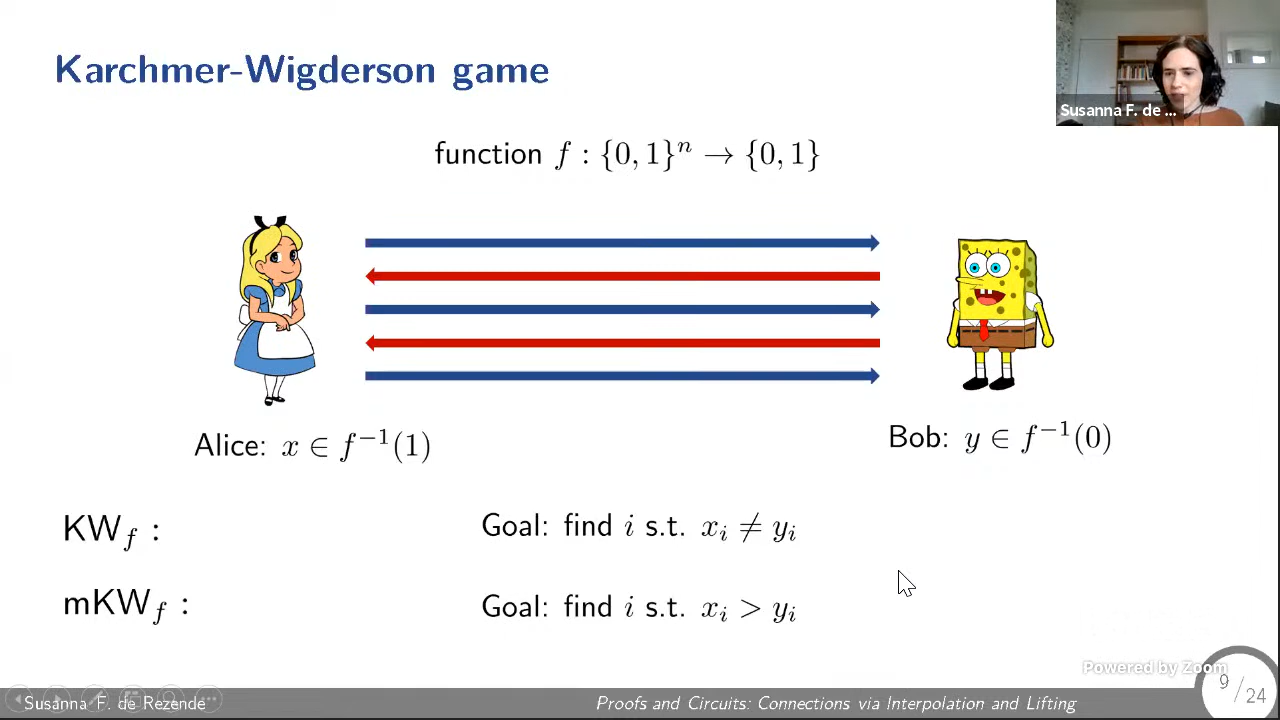 Karchmer-Wigderson game
Susanna F. de ...
function f : {0, 1}ⁿ → {0, 1}
Alice: x ∈ f⁻¹(1)
Bob: y ∈ f⁻¹(0)
KW_f :
Goal: find i s.t. x_i ≠ y_i
mKW_f :
Goal: find i s.t. x_i > y_i
Powered by Zoom
Susanna F. de Rezende
Proofs and Circuits: Connections via Interpolation and Lifting
9/24